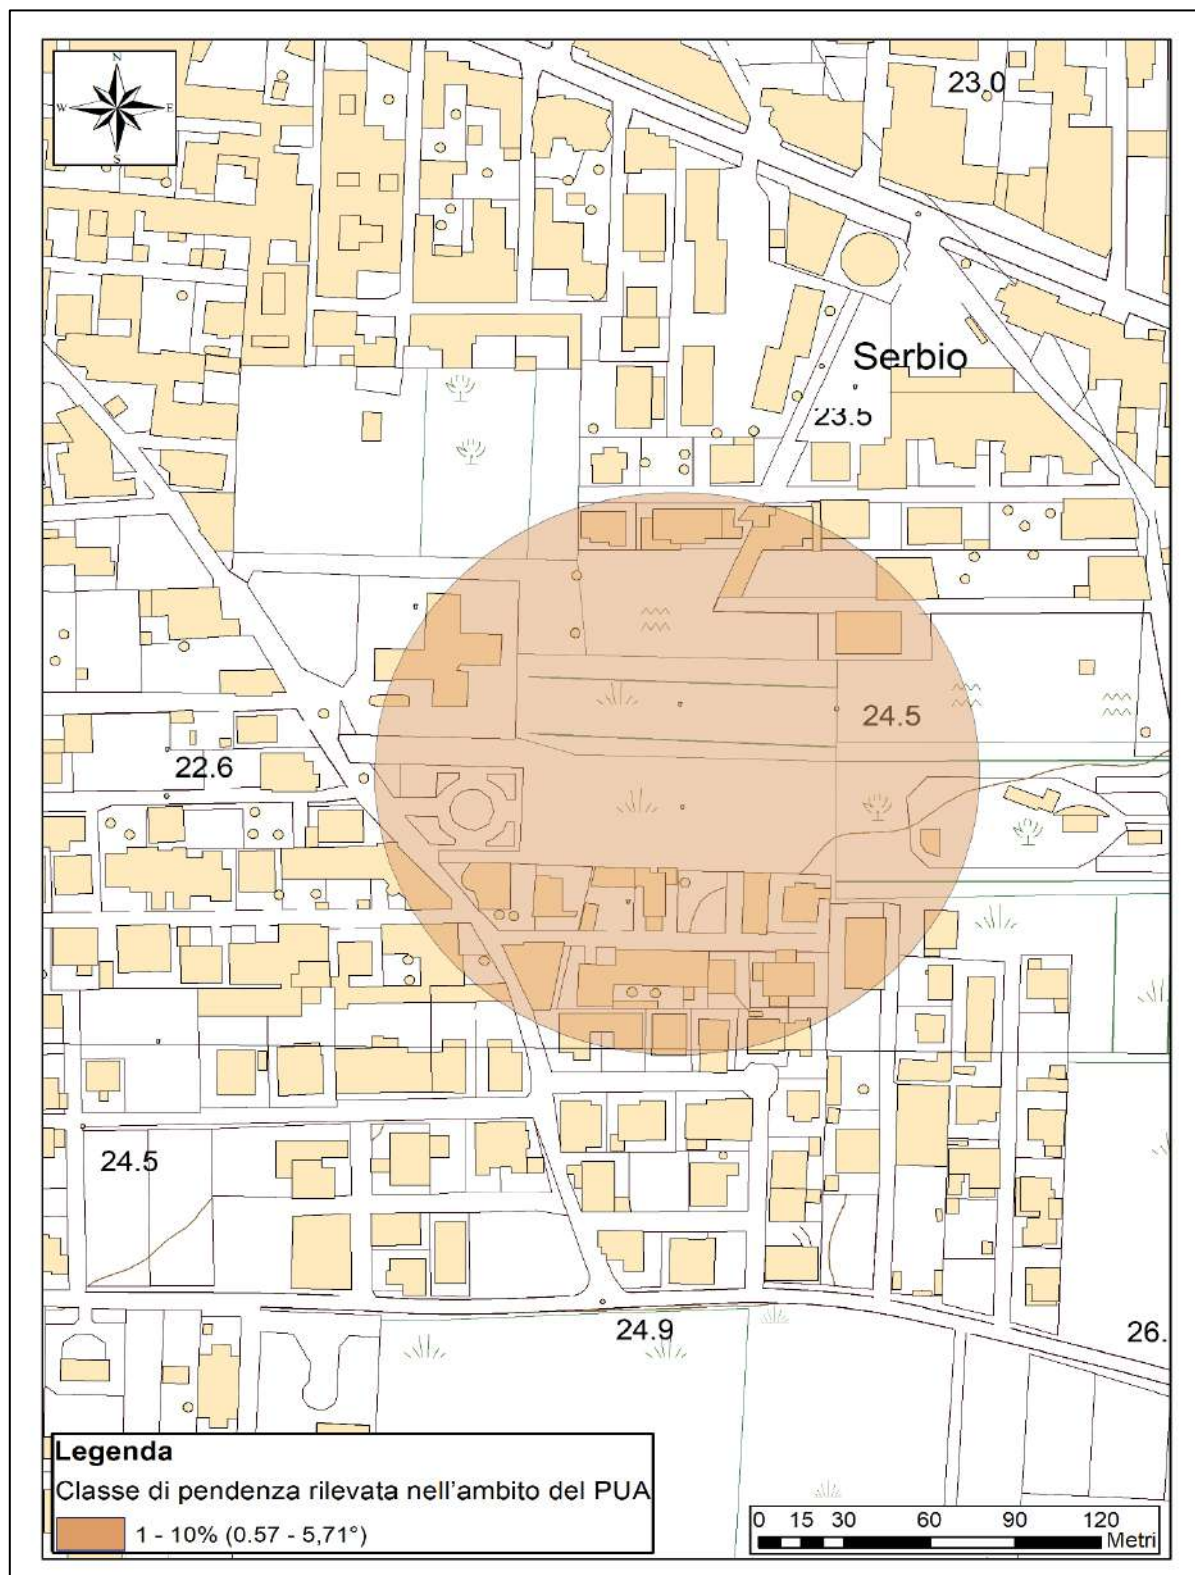 N
W E
S
23.0
Serbio
23.5
24.5
22.6
24.5
24.9
26.
Legenda
Classe di pendenza rilevata nell'ambito del PUA
1 - 10% (0.57 - 5,71°)
0 15 30 60 90 120
Metri